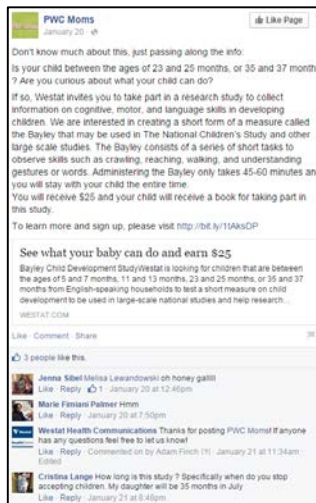 PWC Moms
January 20
Like Page
Don't know much about this, just passing along the info:
Is your child between the ages of 23 and 25 months, or 35 and 37 month
? Are you curious about what your child can do?
If so, Westat invites you to take part in a research study to collect
information on cognitive, motor, and language skills in developing
children. We are interested in creating a short form of a measure called
the Bayley that may be used in The National Children's Study and other
large scale studies. The Bayley consists of a series of short tasks to
observe skills such as crawling, reaching, walking, and understanding
gestures or words. Administering the Bayley only takes 45-60 minutes an
you will stay with your child the entire time.
You will receive $25 and your child will receive a book for taking part in
this study.
To learn more and sign up, please visit http://bit.ly/1tAksDP
See what your baby can do and earn $25
Bayley Child Development StudyWestat is looking for children that are between
the ages of 5 and 7 months, 11 and 13 months, 23 and 25 months, or 35 and 37
months from English-speaking households to test a short measure on child
development to be used in large-scale national studies and help research...
WESTAT.COM
Like · Comment · Share
3 people like this.
Jenna Sibel Melisa Lewandowski oh honey gallll
Like · Reply · 1 · January 20 at 12:46pm
Marie Fimiani Palmer Hmm
Like · Reply · January 20 at 7:50pm
Westat Health Communications Thanks for posting PWC Moms! If anyone
has any questions feel free to let us know!
Like · Reply · Commented on by Adam Finch [?] · January 21 at 11:34am ·
Edited
Cristina Lange How long is this study ? Specifically when do you stop
accepting children. My daughter will be 35 months in July
Like · Reply · January 21 at 6:46pm